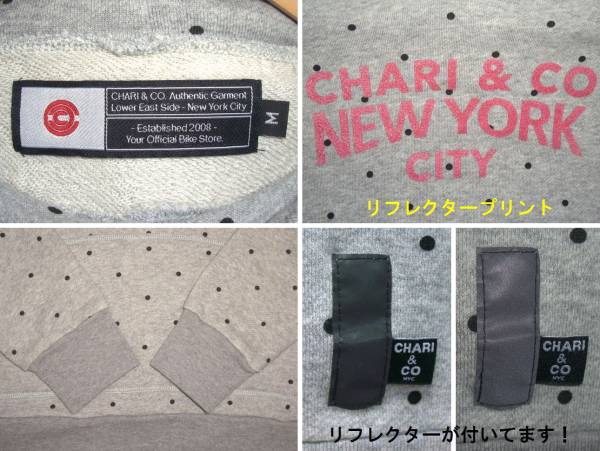 CHARI & CO. Authentic Garment
Lower East Side - New York City
- Established 2008 -
Your Official Bike Store.
M
CHARI & CO
NEW YORK
CITY
リフレクタープリント
CHARI
&
CO
NYC
CHARI
&
CO
NYC
リフレクターが付いてます！